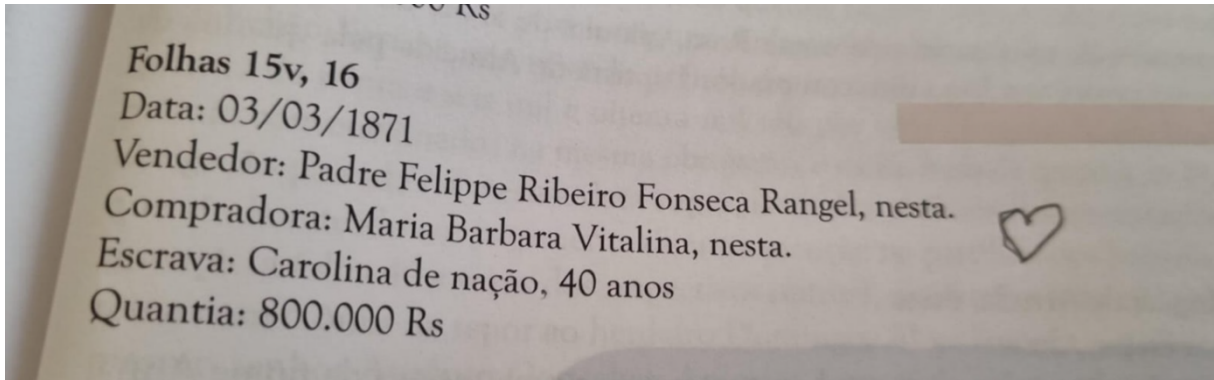 Rs
Folhas 15v, 16
Data: 03/03/1871
Vendedor: Padre Felippe Ribeiro Fonseca Rangel, nesta.
Compradora: Maria Barbara Vitalina, nesta.
Escrava: Carolina de nação, 40 anos
Quantia: 800.000 Rs